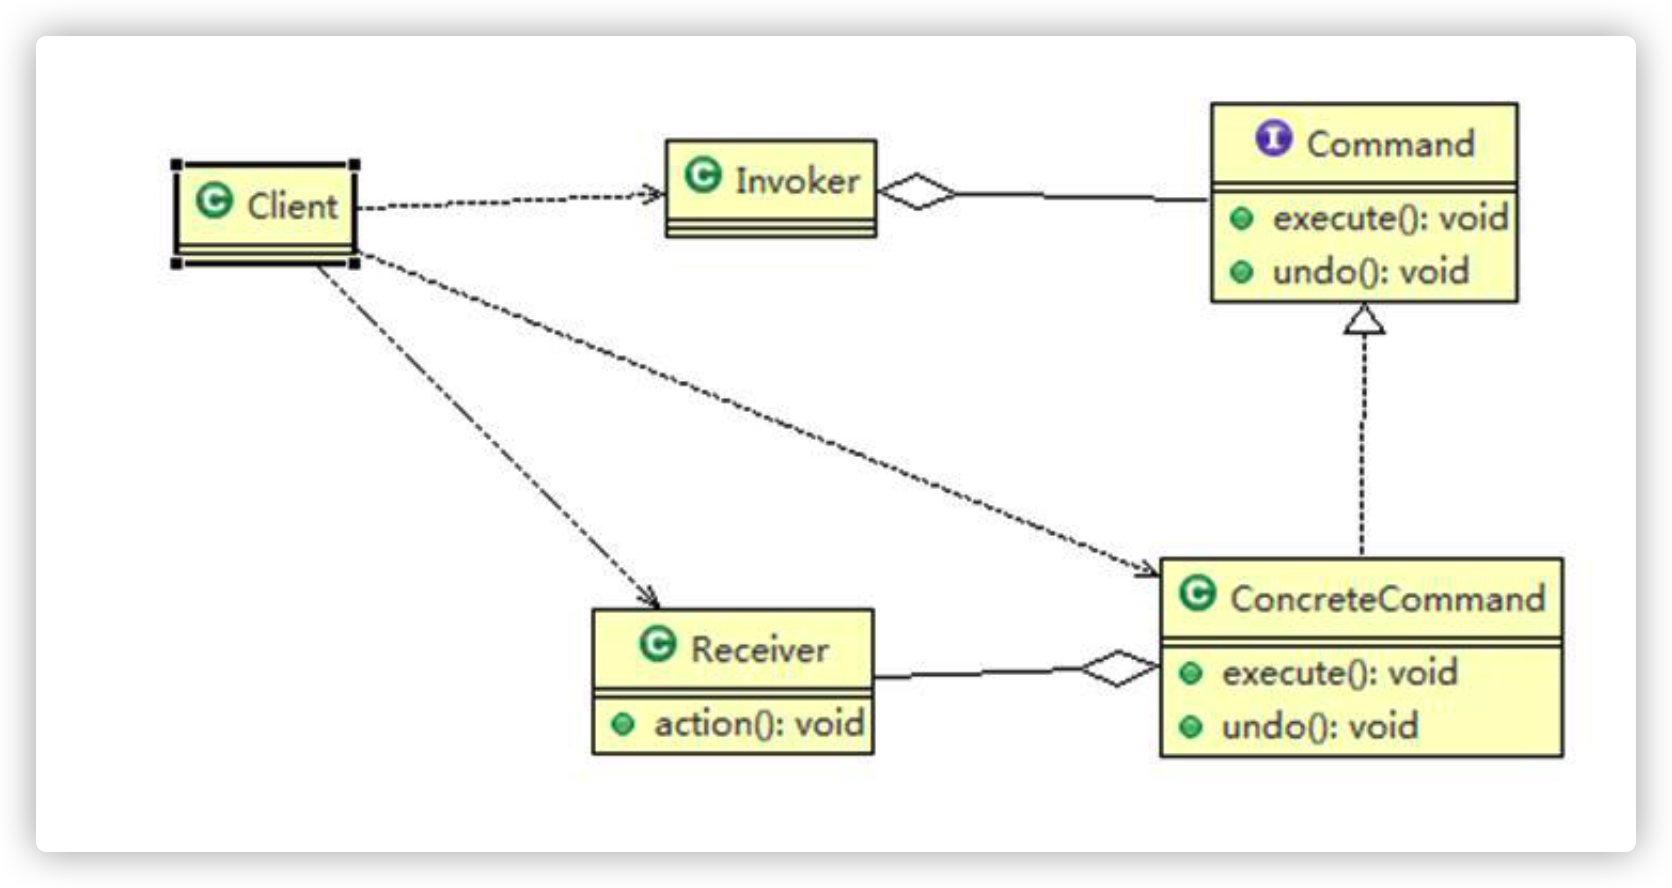 Client
Invoker
Command
execute(): void
undo(): void
Receiver
action(): void
ConcreteCommand
execute(): void
undo(): void